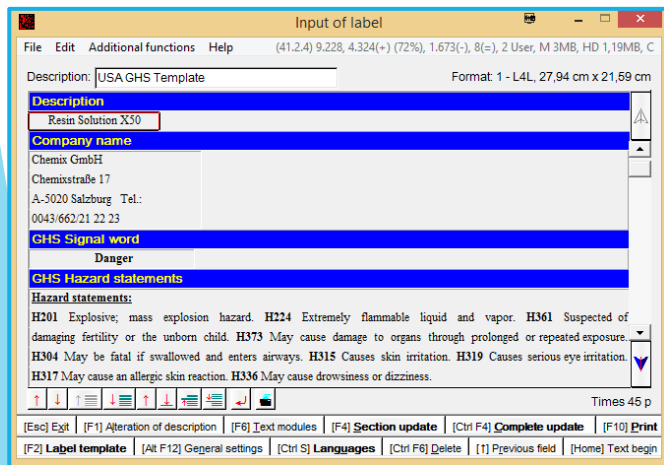 Input of label
File Edit Additional functions Help (41.2.4) 9.228, 4.324(+) (72%), 1.673(-), 8(=), 2 User, M 3MB, HD 1,19MB, C
Description: USA GHS Template Format: 1 - L4L, 27,94 cm x 21,59 cm
Description
Resin Solution X50
Company name
Chemix GmbH
Chemixstraße 17
A-5020 Salzburg Tel.:
0043/662/21 22 23
GHS Signal word
Danger
GHS Hazard statements
Hazard statements:
H201 Explosive; mass explosion hazard. H224 Extremely flammable liquid and vapor. H361 Suspected of
damaging fertility or the unborn child. H373 May cause damage to organs through prolonged or repeated exposure.
H304 May be fatal if swallowed and enters airways. H315 Causes skin irritation. H319 Causes serious eye irritation.
H317 May cause an allergic skin reaction. H336 May cause drowsiness or dizziness.
Times 45 p
[Esc] Exit [F1] Alteration of description [F6] Text modules [F4] Section update [Ctrl F4] Complete update [F10] Print
[F2] Label template [Alt F12] General settings [Ctrl S] Languages [Ctrl F6] Delete [↑] Previous field [Home] Text begin